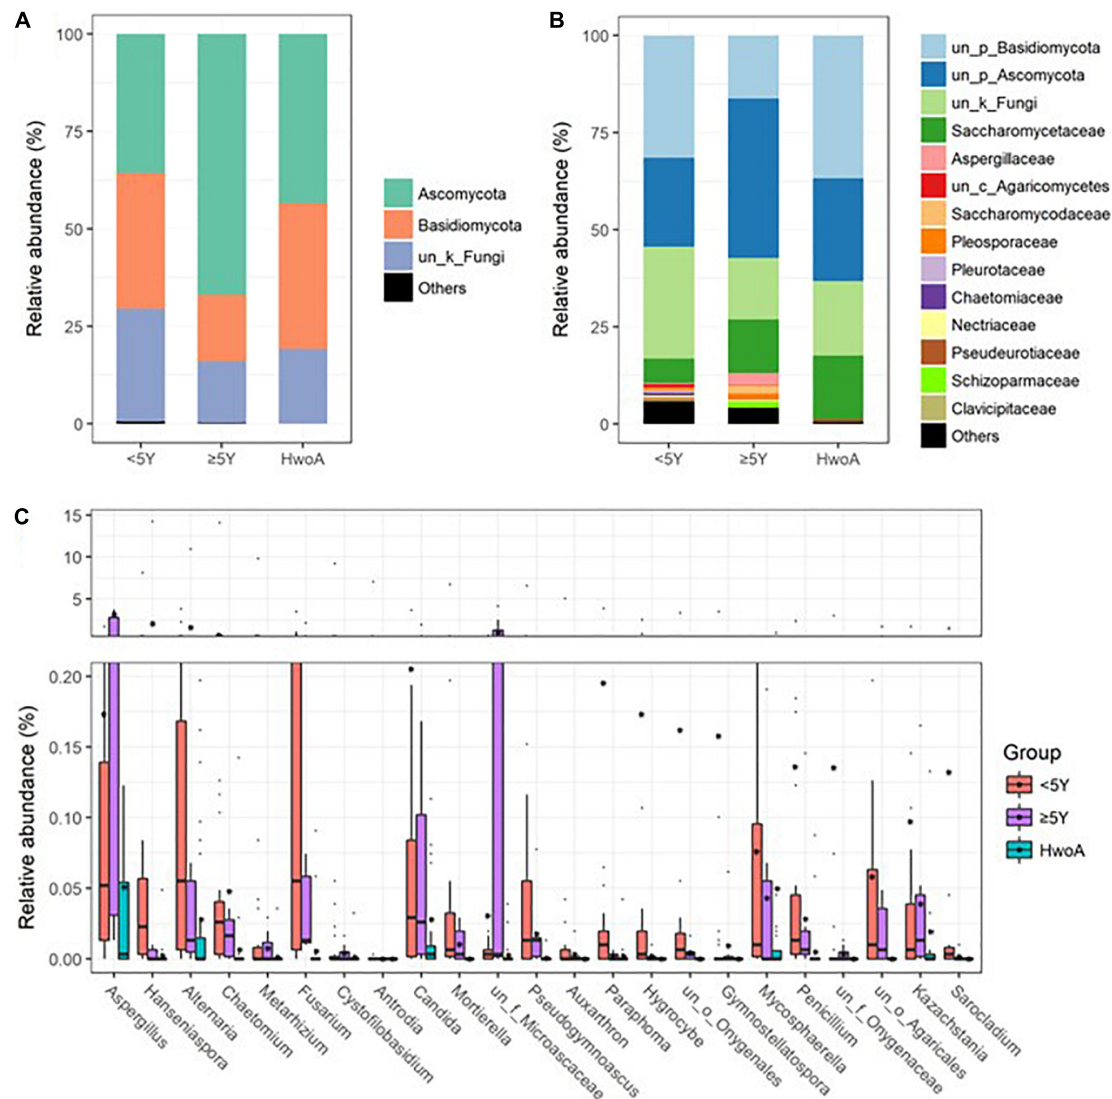 A
Relative abundance (%)
100
75
50
25
0
<5Y ≥5Y HwoA
Ascomycota
Basidiomycota
un_k_Fungi
Others
B
Relative abundance (%)
100
75
50
25
0
<5Y ≥5Y HwoA
un_p_Basidiomycota
un_p_Ascomycota
un_k_Fungi
Saccharomycetaceae
Aspergillaceae
un_c_Agaricomycetes
Saccharomycodaceae
Pleosporaceae
Pleurotaceae
Chaetomiaceae
Nectriaceae
Pseudeurotiaceae
Schizoparmaceae
Clavicipitaceae
Others
C
15
10
5
Relative abundance (%)
0.20
0.15
0.10
0.05
0.00
Aspergillus
Hanseniaspora
Alternaria
Chaetomium
Metarhizium
Fusarium
Cystofilobasidium
Antrodia
Candida
Mortierella
un_f_Microascaceae
Pseudogymnoascus
Auxarthron
Paraphoma
Hygrocybe
un_o_Onygenales
Gymnostellatospora
Mycosphaerella
Penicillium
un_f_Onygenaceae
un_o_Agaricales
Kazachstania
Sarocladium
Group
<5Y
≥5Y
HwoA